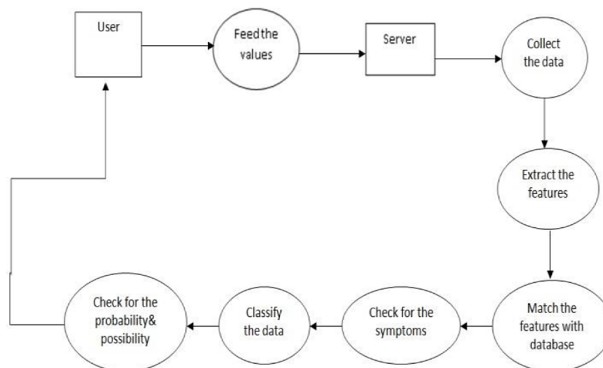 User
Feed the
values
Server
Collect
the data
Extract the
features
Match the
features with
database
Check for the
symptoms
Classify
the data
Check for the
probability&
possibility